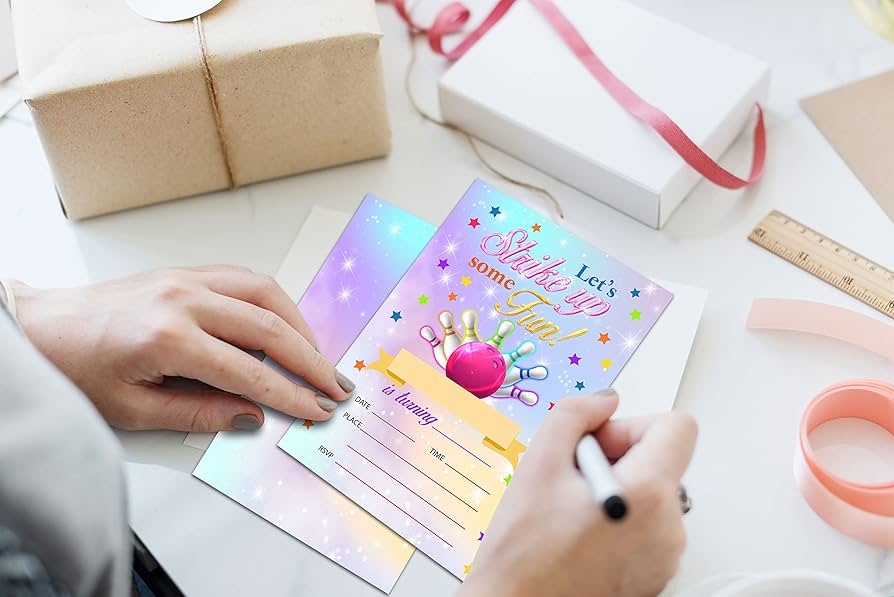 Let's
Strike up
some
Fun!
is turning
DATE
PLACE
TIME
RSVP